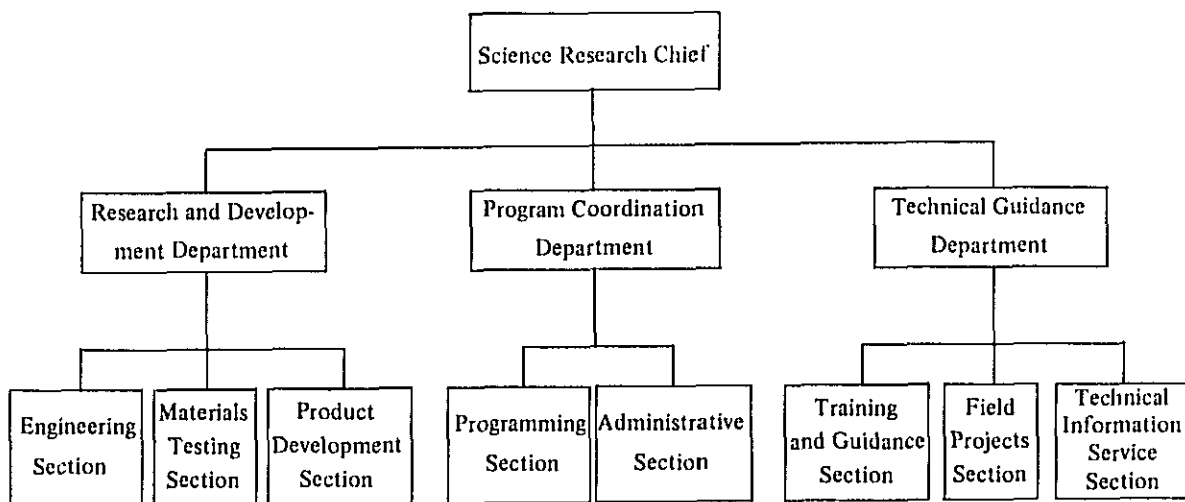 Science Research Chief
Research and Develop-
ment Department
Program Coordination
Department
Technical Guidance
Department
Engineering
Section
Materials
Testing
Section
Product
Development
Section
Programming
Section
Administrative
Section
Training
and Guidance
Section
Field
Projects
Section
Technical
Information
Service
Section